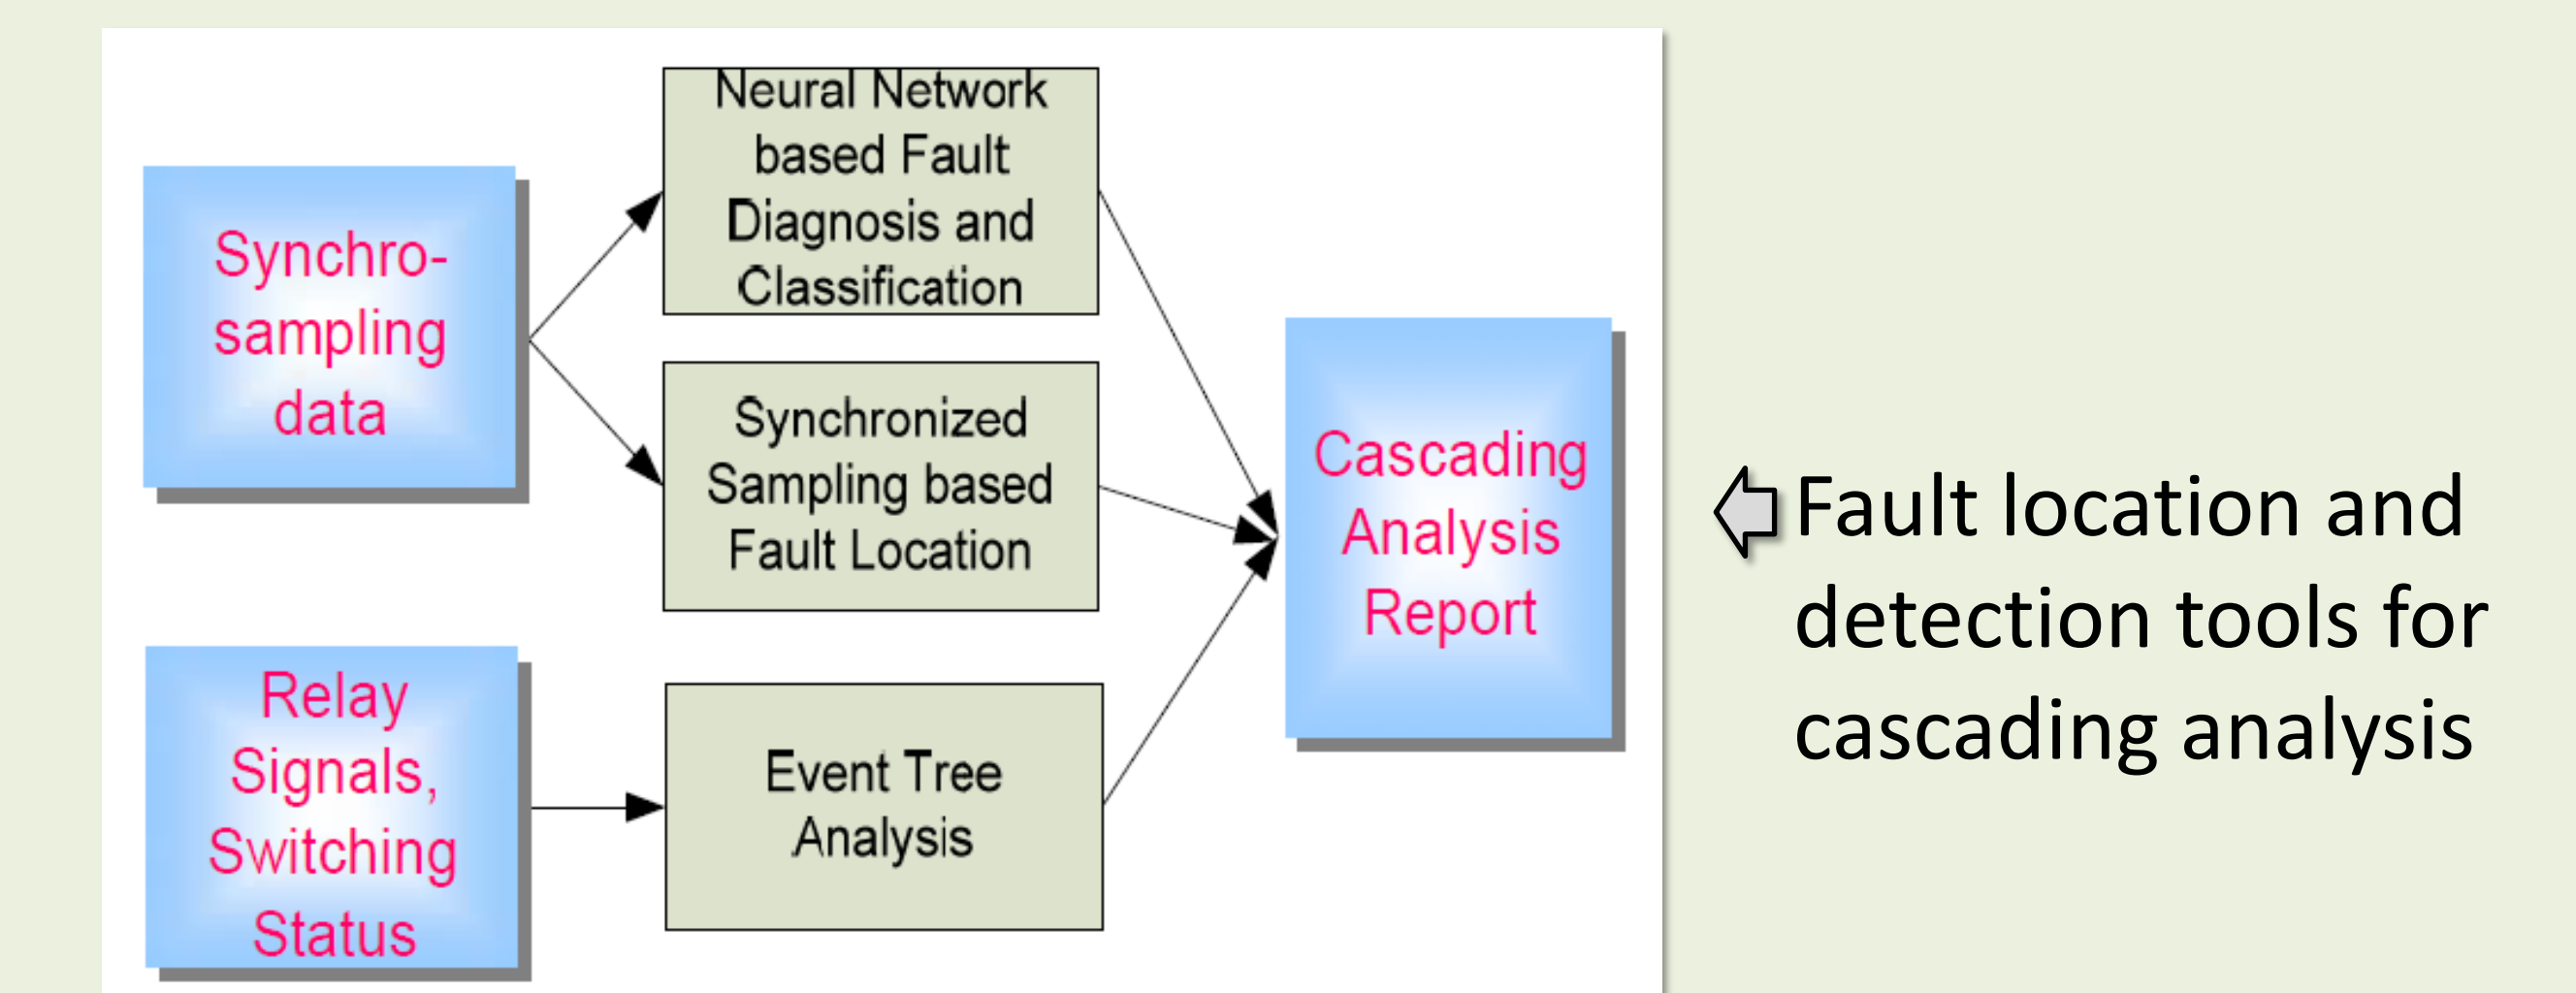 Neural Network
based Fault
Diagnosis and
Classification
Synchro-
sampling
data
Synchronized
Sampling based
Fault Location
Cascading
Analysis
Report
Relay
Signals,
Switching
Status
Event Tree
Analysis
Fault location and
detection tools for
cascading analysis